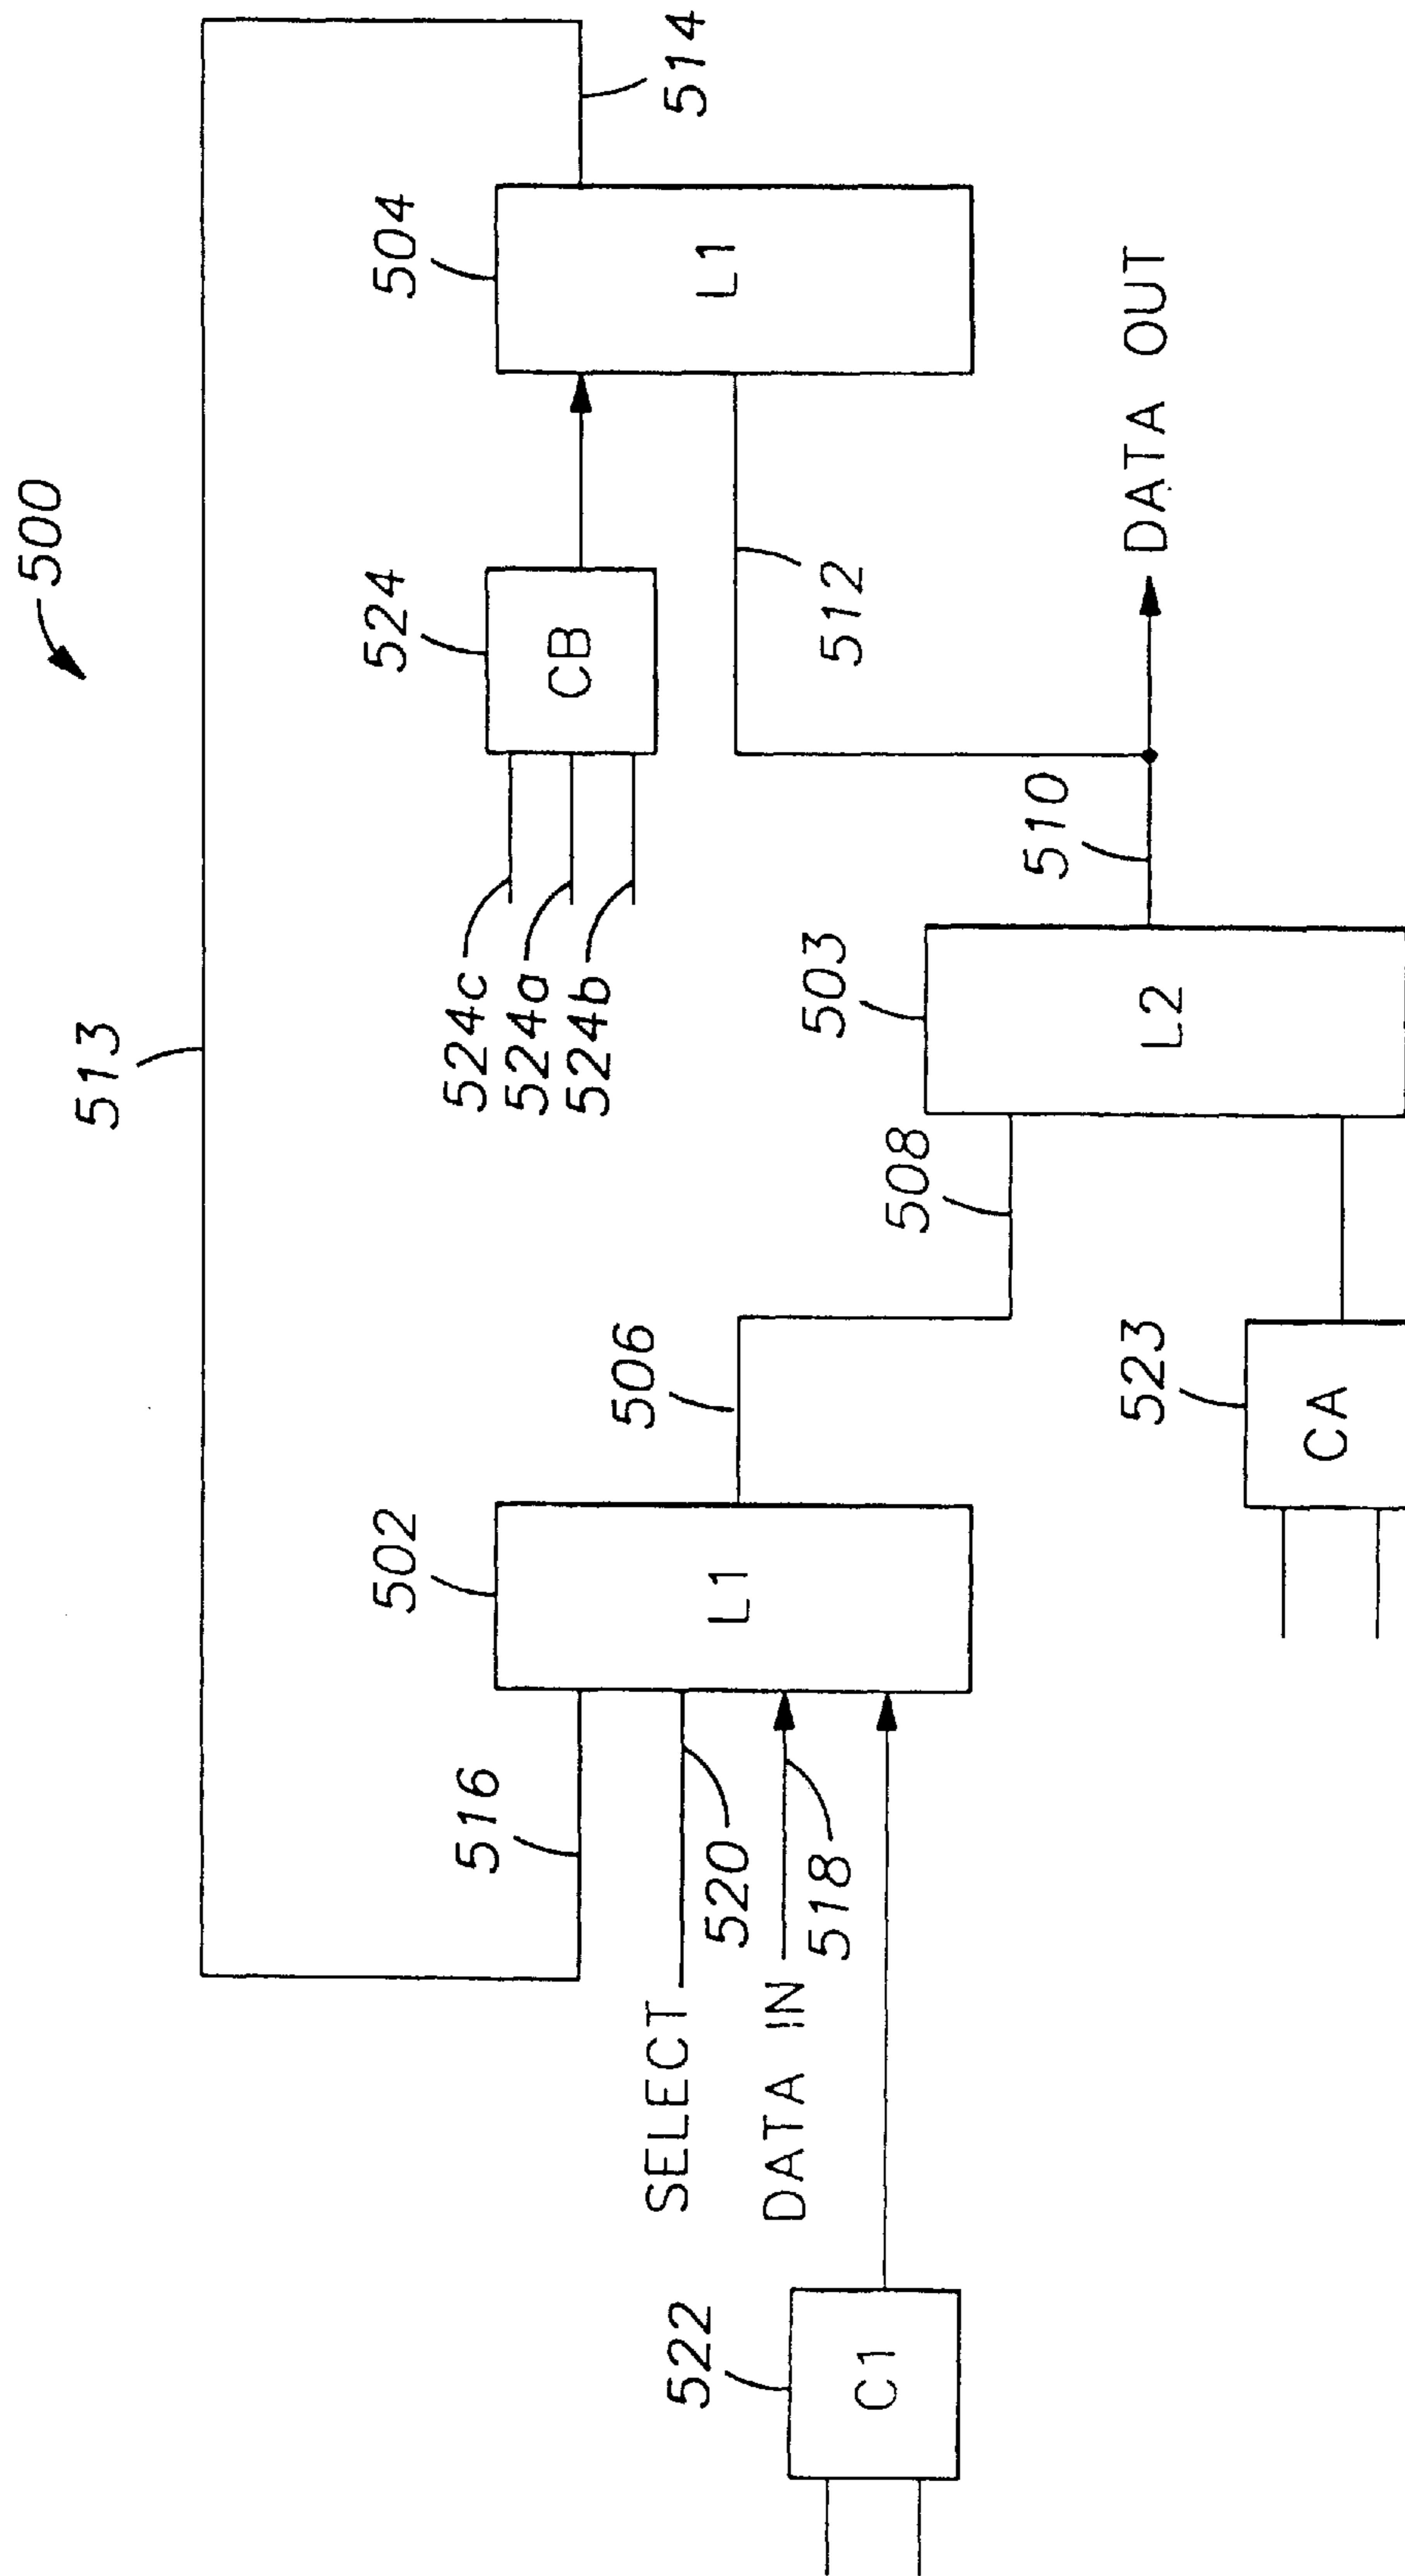 500
513
514
504
L1
524
CB
524c
524a
524b
512
DATA OUT
510
503
L2
508
506
502
L1
516
SELECT
520
DATA IN
518
523
CA
522
C1